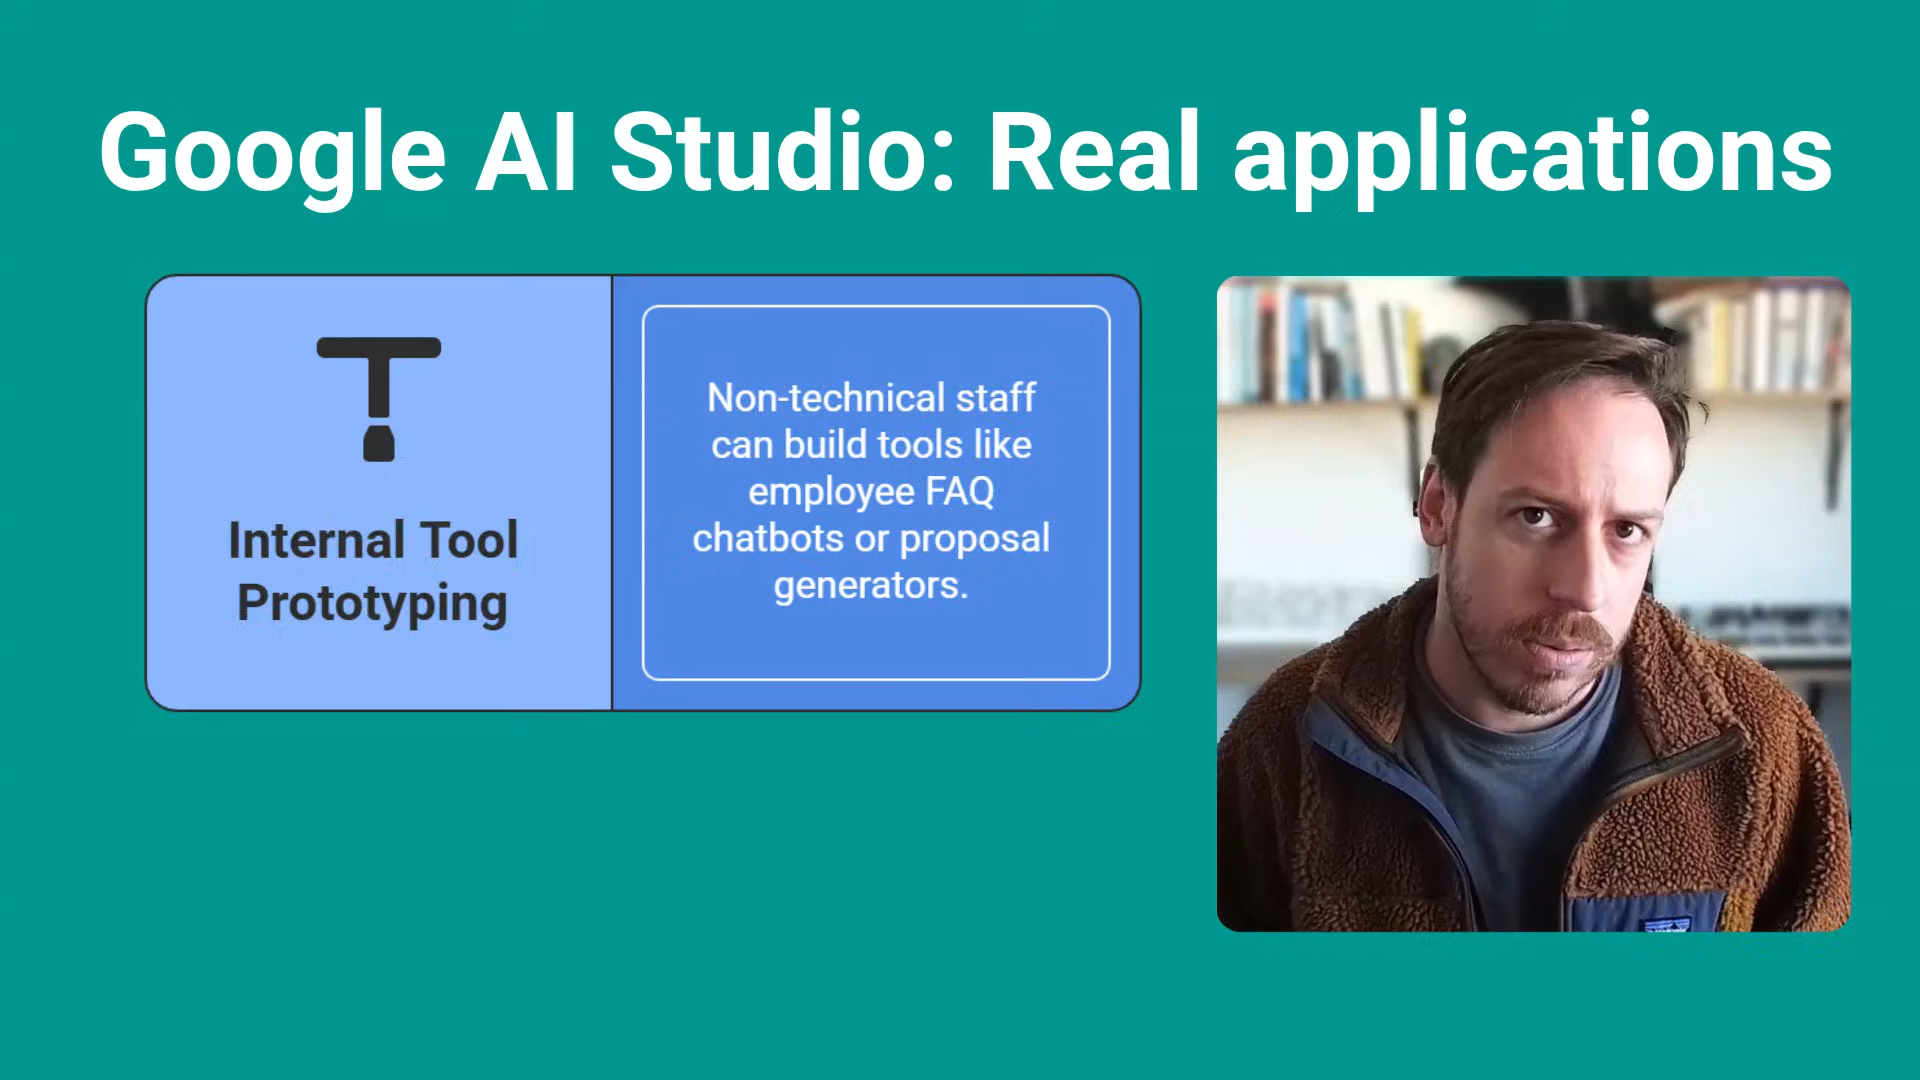 Google AI Studio: Real applications
Internal Tool
Prototyping
Non-technical staff
can build tools like
employee FAQ
chatbots or proposal
generators.